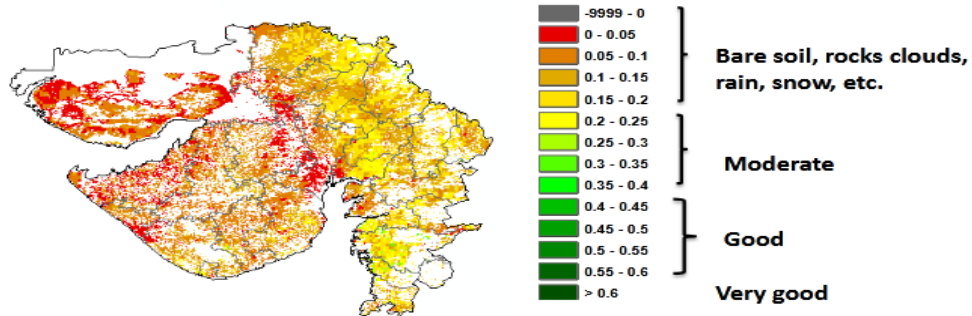 -9999 - 0
0 - 0.05
0.05 - 0.1
0.1 - 0.15
0.15 - 0.2
0.2 - 0.25
0.25 - 0.3
0.3 - 0.35
0.35 - 0.4
0.4 - 0.45
0.45 - 0.5
0.5 - 0.55
0.55 - 0.6
> 0.6
Bare soil, rocks clouds,
rain, snow, etc.
Moderate
Good
Very good